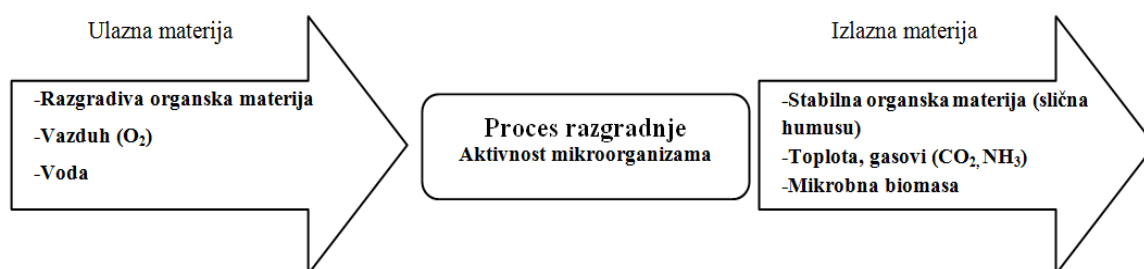 Ulazna materija
-Razgradiva organska materija
-Vazduh (O₂)
-Voda
Proces razgradnje
Aktivnost mikroorganizama
Izlazna materija
-Stabilna organska materija (slična
humusu)
-Toplota, gasovi (CO₂, NH₃)
-Mikrobna biomasa